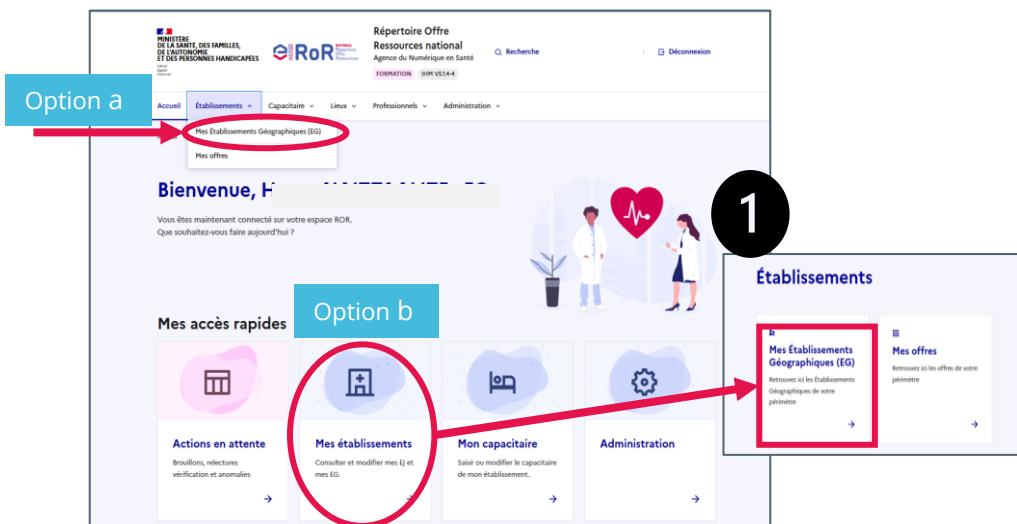 MINISTÈRE
DE LA SANTÉ, DES FAMILLES,
DE L'AUTONOMIE
ET DES PERSONNES HANDICAPÉES
RoR
Répertoire Offre
Ressources national
Agence du Numérique en Santé
FORMATION IHM VS.1.4-4
Recherche
Déconnexion
Option a
Accueil Établissements Capacitaire Lieux Professionnels Administration
Mes Établissements Géographiques (EG)
Mes offres
Bienvenue, H
Vous êtes maintenant connecté sur votre espace ROR.
Que souhaitez-vous faire aujourd'hui ?
1
Option b
Mes accès rapides
Actions en attente
Brouillons, relectures
vérification et anomalies
Mes établissements
Consulter et modifier mes EJ et
mes EG.
Mon capacitaire
Saisir ou modifier le capacitaire
de mon établissement.
Administration
Établissements
Mes Établissements
Géographiques (EG)
Retrouvez ici les Établissements
Géographiques de votre
périmètre
Mes offres
Retrouvez ici les offres de votre
périmètre